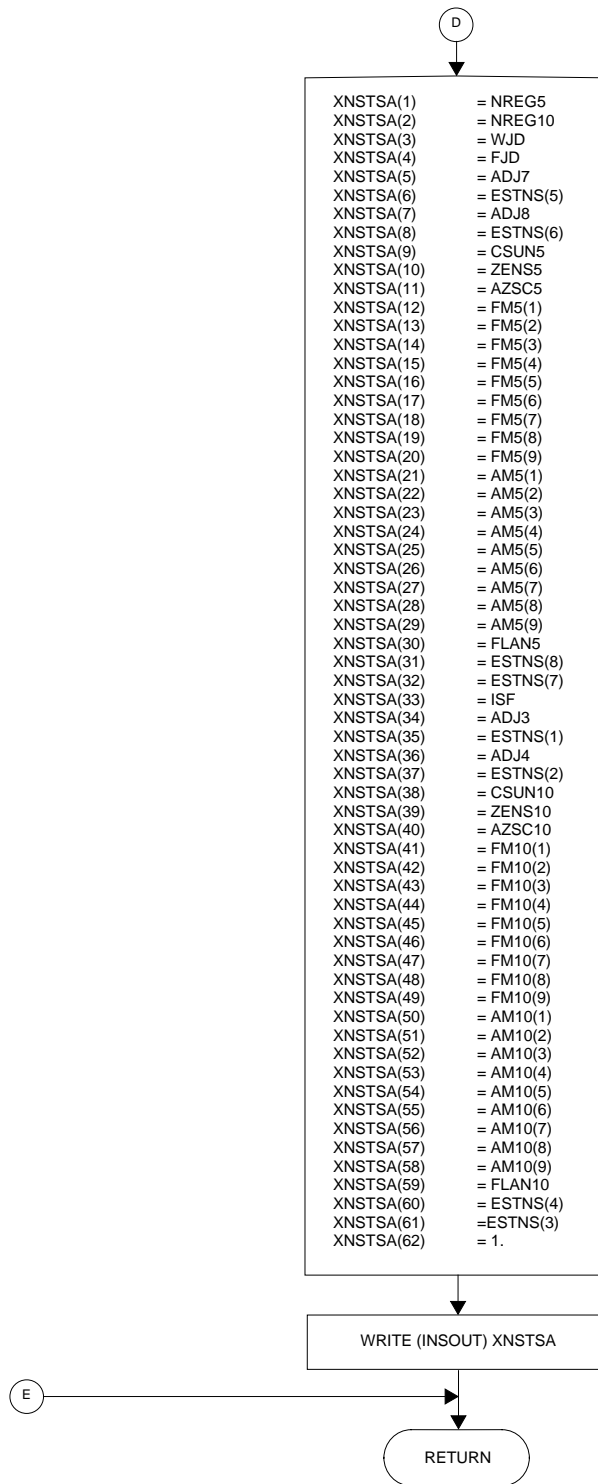 D
XNSTSA(1) = NREG5
XNSTSA(2) = NREG10
XNSTSA(3) = WJD
XNSTSA(4) = FJD
XNSTSA(5) = ADJ7
XNSTSA(6) = ESTNS(5)
XNSTSA(7) = ADJ8
XNSTSA(8) = ESTNS(6)
XNSTSA(9) = CSUN5
XNSTSA(10) = ZENS5
XNSTSA(11) = AZSC5
XNSTSA(12) = FM5(1)
XNSTSA(13) = FM5(2)
XNSTSA(14) = FM5(3)
XNSTSA(15) = FM5(4)
XNSTSA(16) = FM5(5)
XNSTSA(17) = FM5(6)
XNSTSA(18) = FM5(7)
XNSTSA(19) = FM5(8)
XNSTSA(20) = FM5(9)
XNSTSA(21) = AM5(1)
XNSTSA(22) = AM5(2)
XNSTSA(23) = AM5(3)
XNSTSA(24) = AM5(4)
XNSTSA(25) = AM5(5)
XNSTSA(26) = AM5(6)
XNSTSA(27) = AM5(7)
XNSTSA(28) = AM5(8)
XNSTSA(29) = AM5(9)
XNSTSA(30) = FLAN5
XNSTSA(31) = ESTNS(8)
XNSTSA(32) = ESTNS(7)
XNSTSA(33) = ISF
XNSTSA(34) = ADJ3
XNSTSA(35) = ESTNS(1)
XNSTSA(36) = ADJ4
XNSTSA(37) = ESTNS(2)
XNSTSA(38) = CSUN10
XNSTSA(39) = ZENS10
XNSTSA(40) = AZSC10
XNSTSA(41) = FM10(1)
XNSTSA(42) = FM10(2)
XNSTSA(43) = FM10(3)
XNSTSA(44) = FM10(4)
XNSTSA(45) = FM10(5)
XNSTSA(46) = FM10(6)
XNSTSA(47) = FM10(7)
XNSTSA(48) = FM10(8)
XNSTSA(49) = FM10(9)
XNSTSA(50) = AM10(1)
XNSTSA(51) = AM10(2)
XNSTSA(52) = AM10(3)
XNSTSA(53) = AM10(4)
XNSTSA(54) = AM10(5)
XNSTSA(55) = AM10(6)
XNSTSA(56) = AM10(7)
XNSTSA(57) = AM10(8)
XNSTSA(58) = AM10(9)
XNSTSA(59) = FLAN10
XNSTSA(60) = ESTNS(4)
XNSTSA(61) =ESTNS(3)
XNSTSA(62) = 1.
WRITE (INSOUT) XNSTSA
E
RETURN